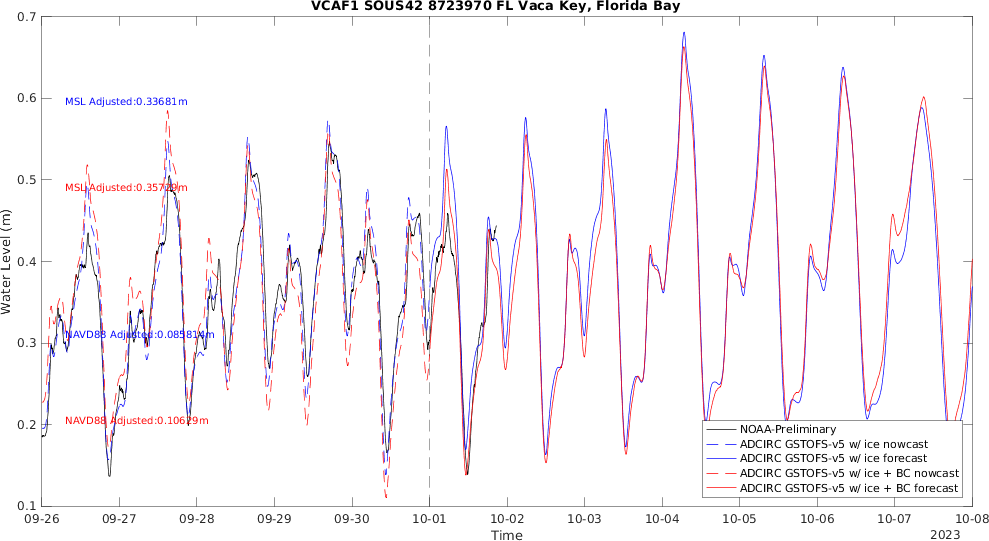 VCAF1 SOUS42 8723970 FL Vaca Key, Florida Bay
0.7
0.6
0.5
0.4
0.3
0.2
0.1
Water Level (m)
MSL Adjusted:0.33681m
MSL Adjusted:0.35729m
NAVD88 Adjusted:0.085814m
NAVD88 Adjusted:0.10629m
NOAA-Preliminary
ADCIRC GSTOFS-v5 w/ ice nowcast
ADCIRC GSTOFS-v5 w/ ice forecast
ADCIRC GSTOFS-v5 w/ ice + BC nowcast
ADCIRC GSTOFS-v5 w/ ice + BC forecast
09-26 09-27 09-28 09-29 09-30 10-01 10-02 10-03 10-04 10-05 10-06 10-07 10-08
Time
2023